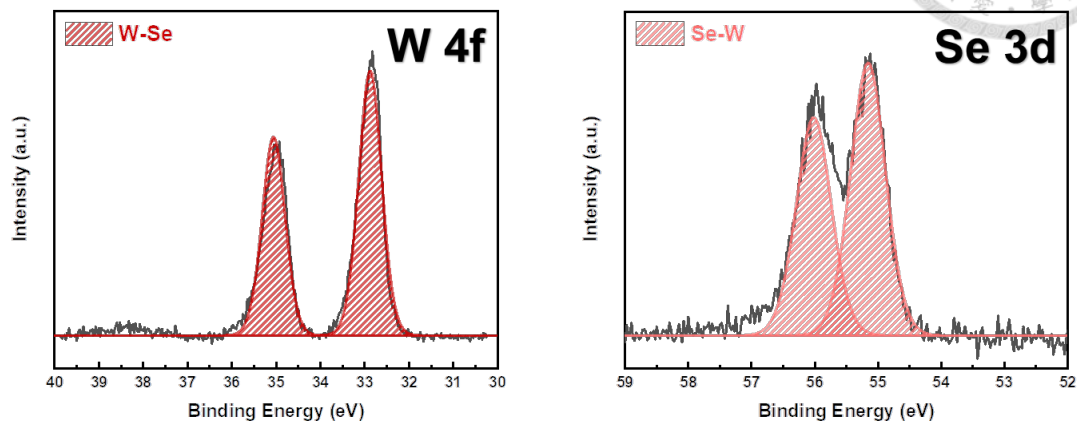 W-Se
W 4f
Intensity (a.u.)
40 39 38 37 36 35 34 33 32 31 30
Binding Energy (eV)
Se-W
Se 3d
Intensity (a.u.)
59 58 57 56 55 54 53 52
Binding Energy (eV)